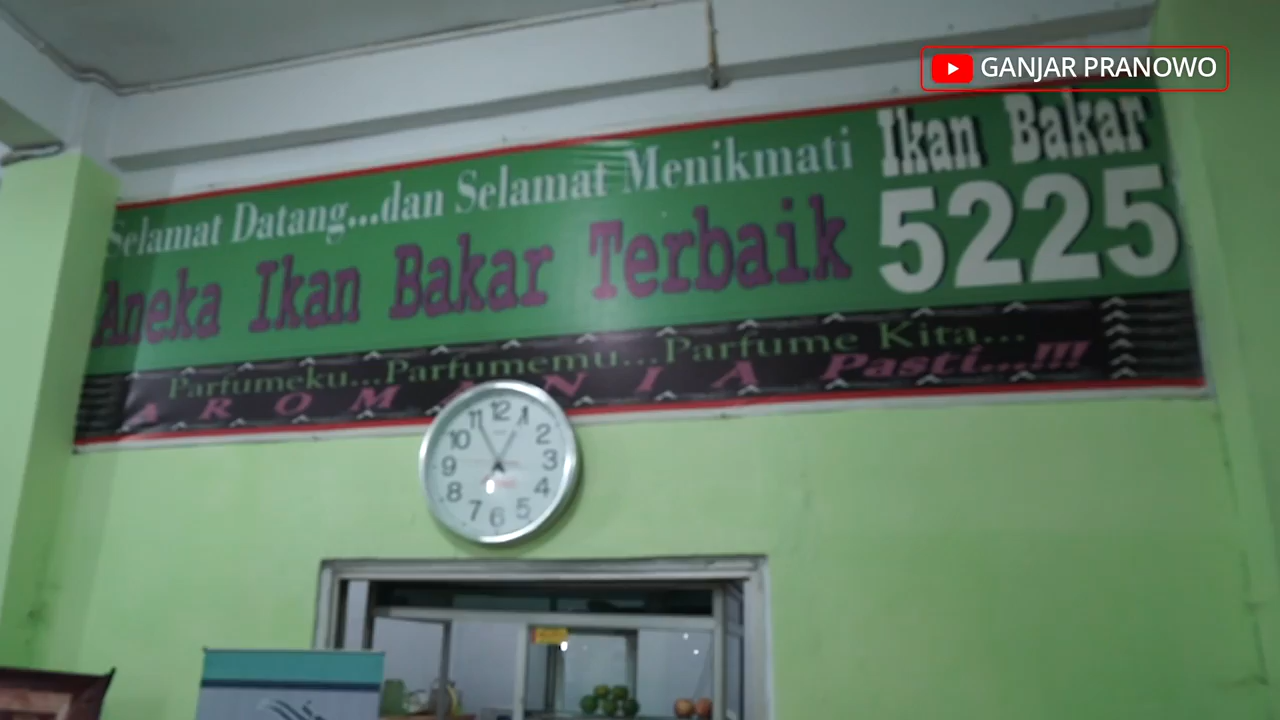 GANJAR PRANOWO
Selamat Datang...dan Selamat Menikmati
Aneka Ikan Bakar Terbaik
Ikan Bakar
5225
Parfumeku...Parfumemu...Parfume Kita...
AROMANIA Pasti...!!!
12
1
2
3
4
5
6
7
8
9
10
11